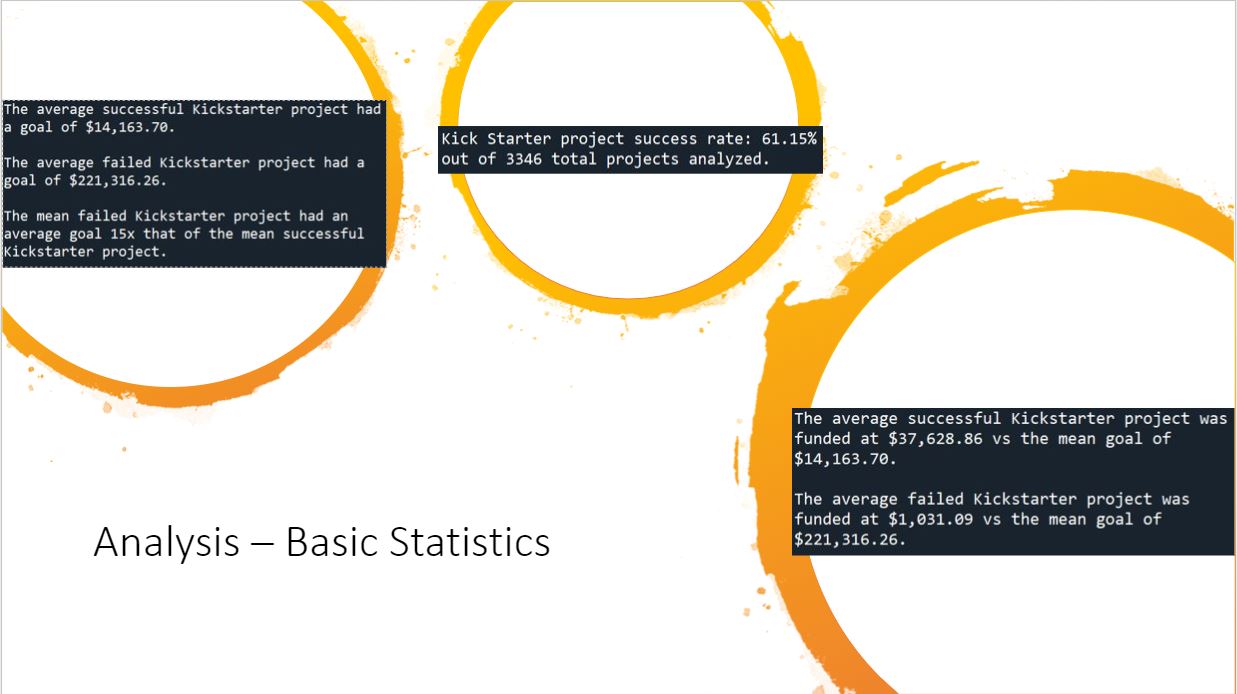 The average successful Kickstarter project had
a goal of $14,163.70.
The average failed Kickstarter project had a
goal of $221,316.26.
The mean failed Kickstarter project had an
average goal 15x that of the mean successful
Kickstarter project.
Kick Starter project success rate: 61.15%
out of 3346 total projects analyzed.
The average successful Kickstarter project was
funded at $37,628.86 vs the mean goal of
$14,163.70.
The average failed Kickstarter project was
funded at $1,031.09 vs the mean goal of
$221,316.26.
Analysis – Basic Statistics